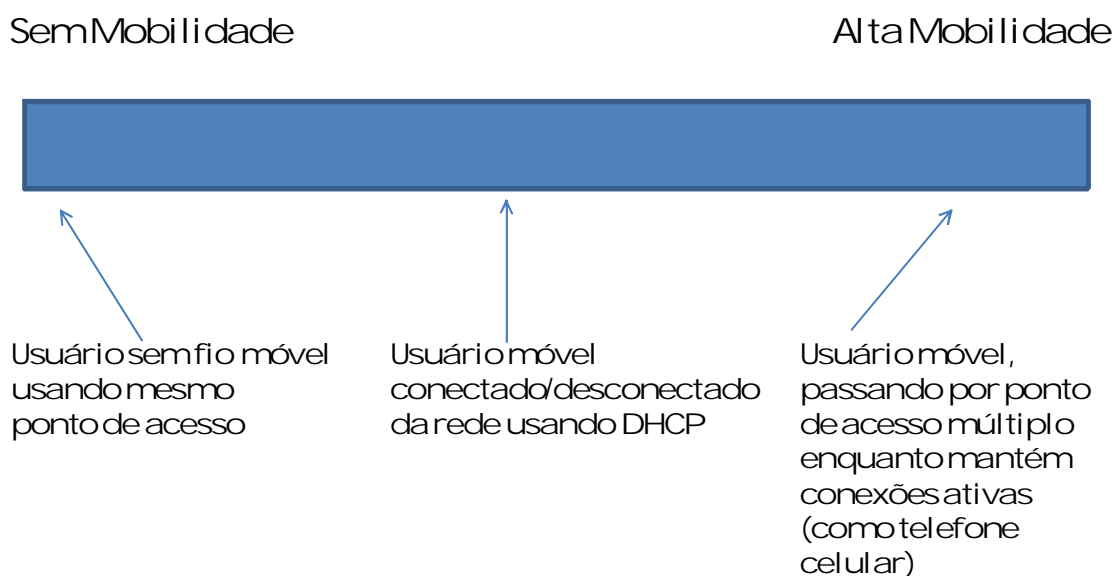 Sem Mobilidade
Alta Mobilidade
Usuário sem fio móvel
usando mesmo
ponto de acesso
Usuário móvel
conectado/desconectado
da rede usando DHCP
Usuário móvel,
passando por ponto
de acesso múltiplo
enquanto mantém
conexões ativas
(como telefone
celular)